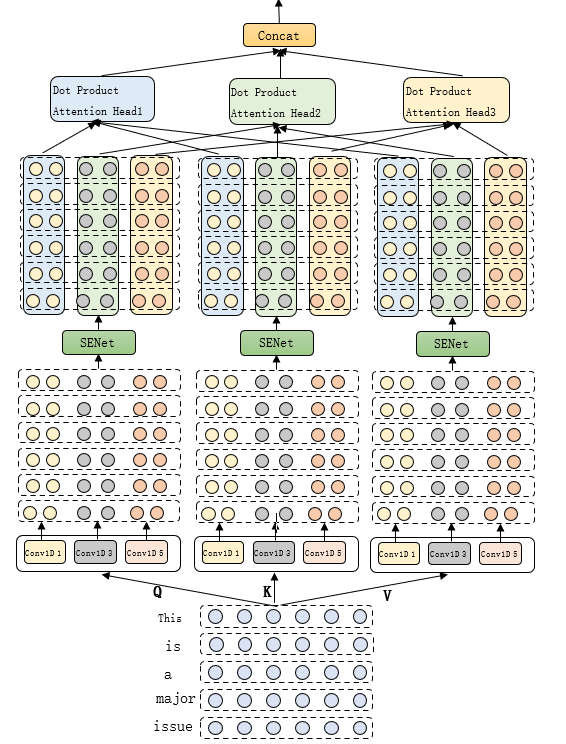 Concat
Dot Product
Attention Head1
Dot Product
Attention Head2
Dot Product
Attention Head3
SENet
SENet
SENet
Conv1D 1
Conv1D 3
Conv1D 5
Conv1D 1
Conv1D 3
Conv1D 5
Conv1D 1
Conv1D 3
Conv1D 5
Q
K
V
This
is
a
major
issue